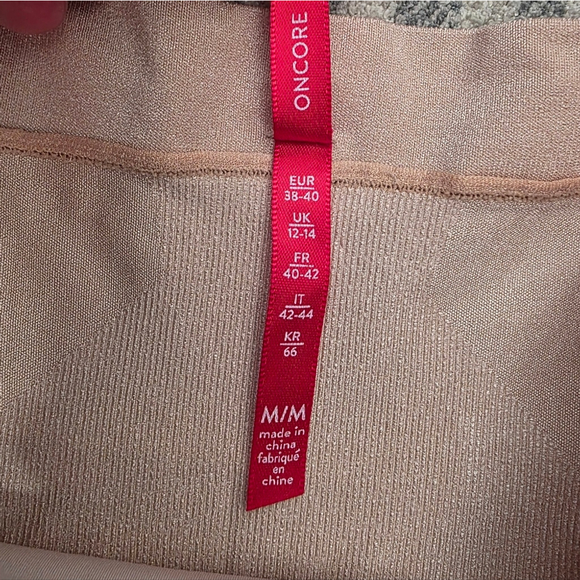 ONCORE
EUR
38-40
UK
12-14
FR
40-42
IT
42-44
KR
66
M/M
made in
china
fabriqué
en
chine